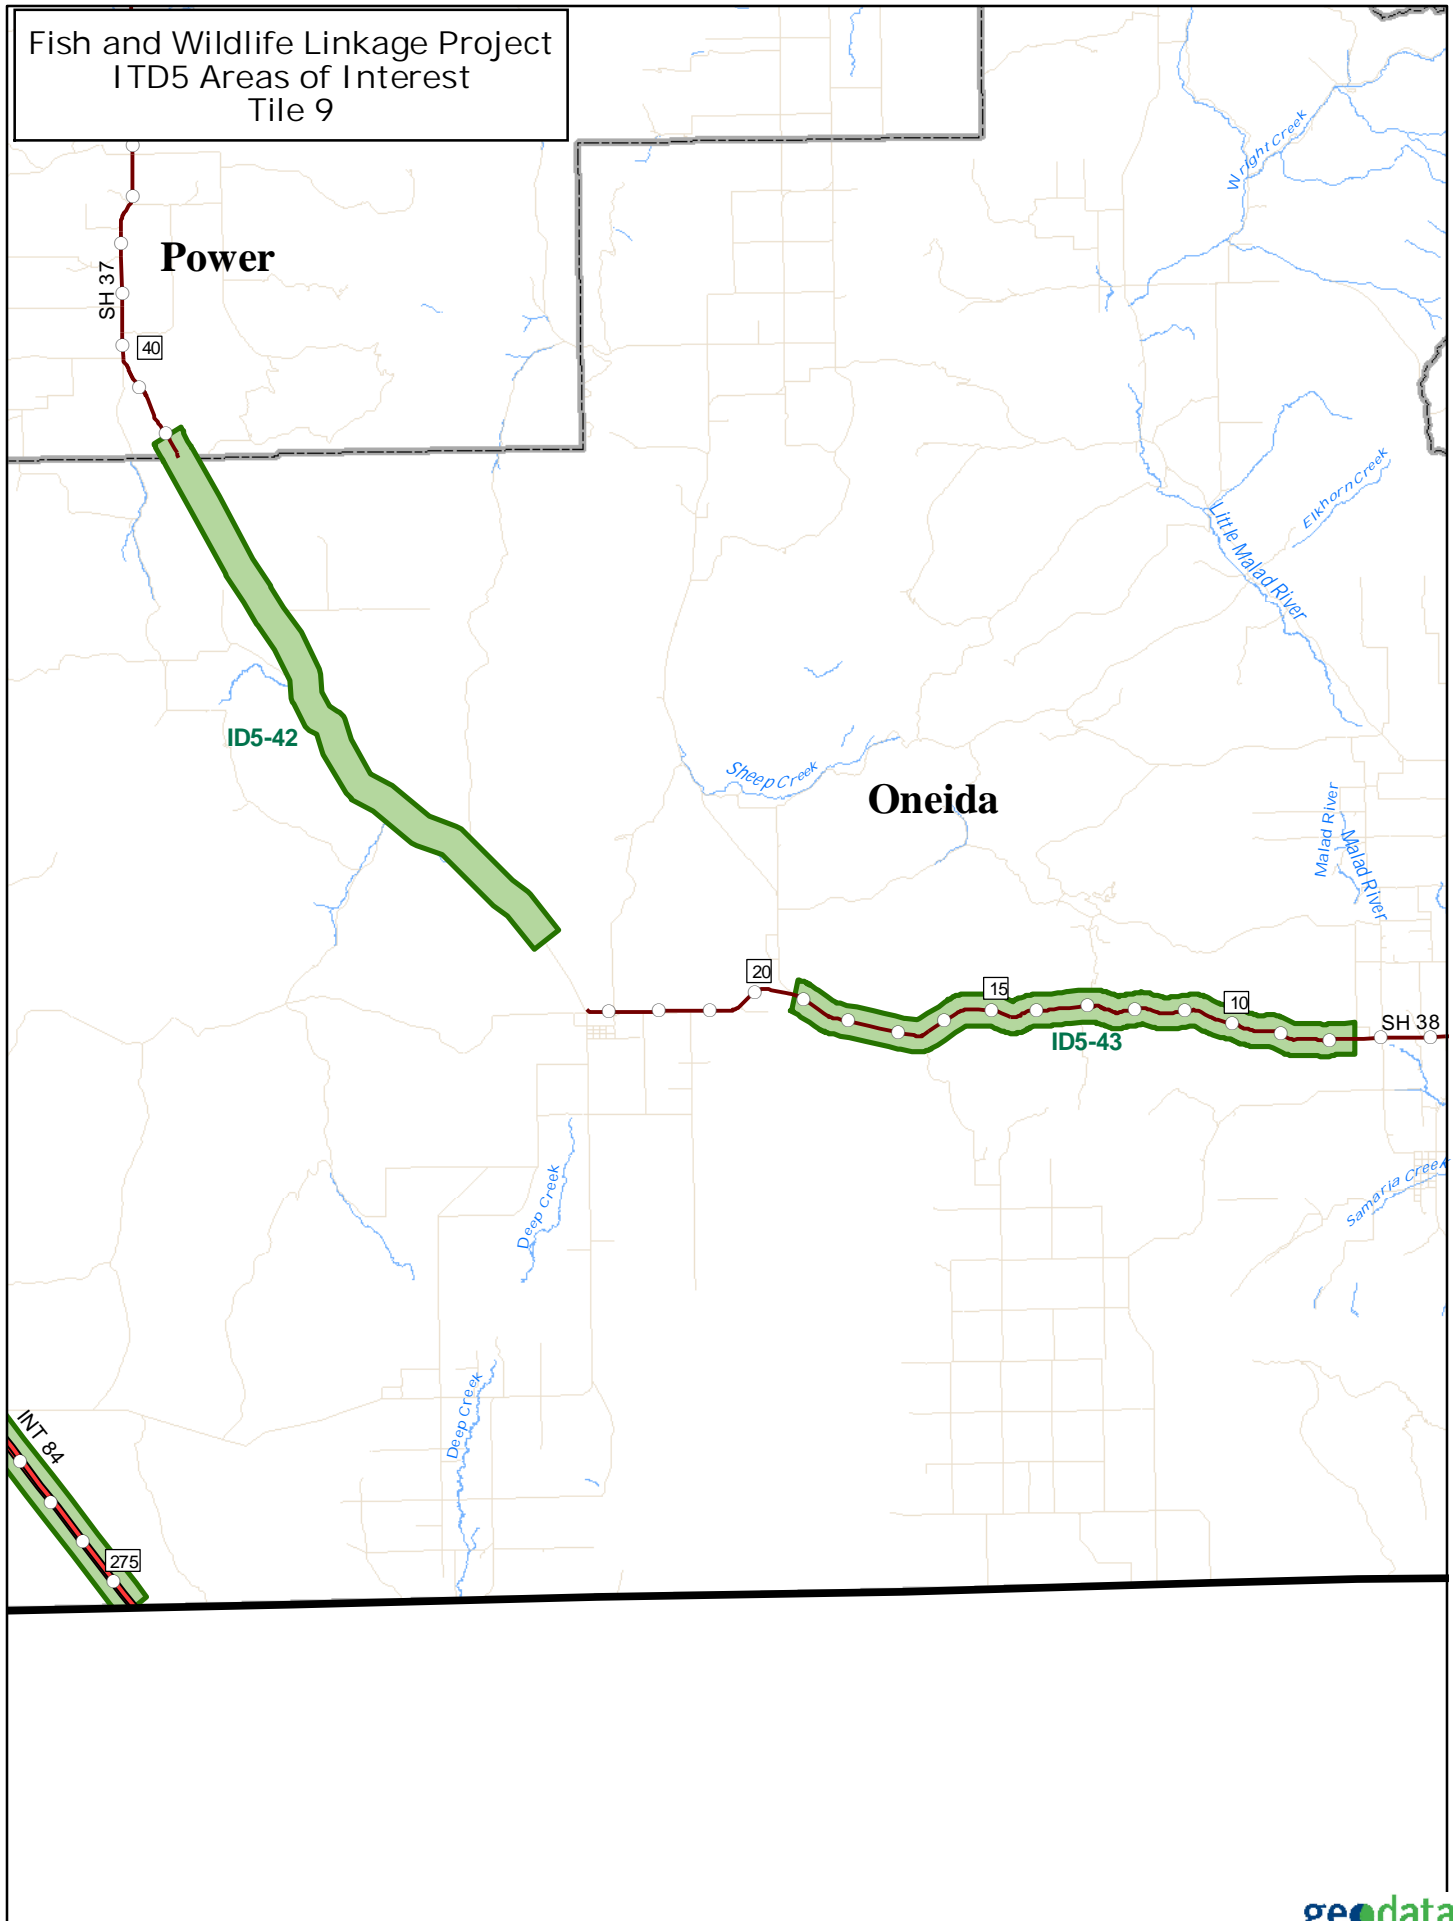 Fish and Wildlife Linkage Project
ITD5 Areas of Interest
Tile 9
Wright Creek
Power
SH 37
40
Elkhorn Creek
Little Malad River
ID5-42
Sheep Creek
Oneida
Malad River
Malad River
20
15
10
SH 38
ID5-43
Deep Creek
Samaria Creek
Deep Creek
INT 84
275
geodata